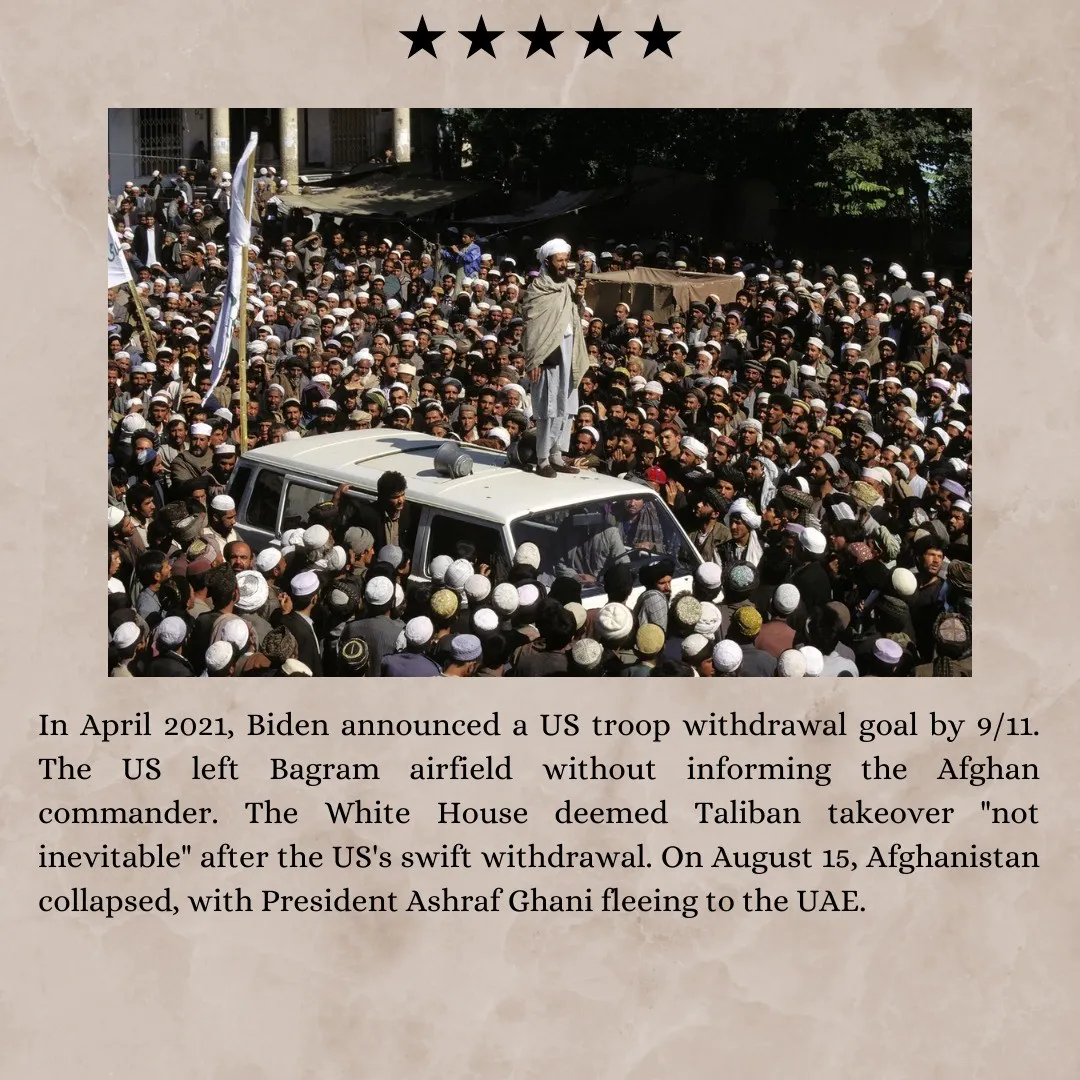 In April 2021, Biden announced a US troop withdrawal goal by 9/11.
The US left Bagram airfield without informing the Afghan
commander. The White House deemed Taliban takeover "not
inevitable" after the US's swift withdrawal. On August 15, Afghanistan
collapsed, with President Ashraf Ghani fleeing to the UAE.